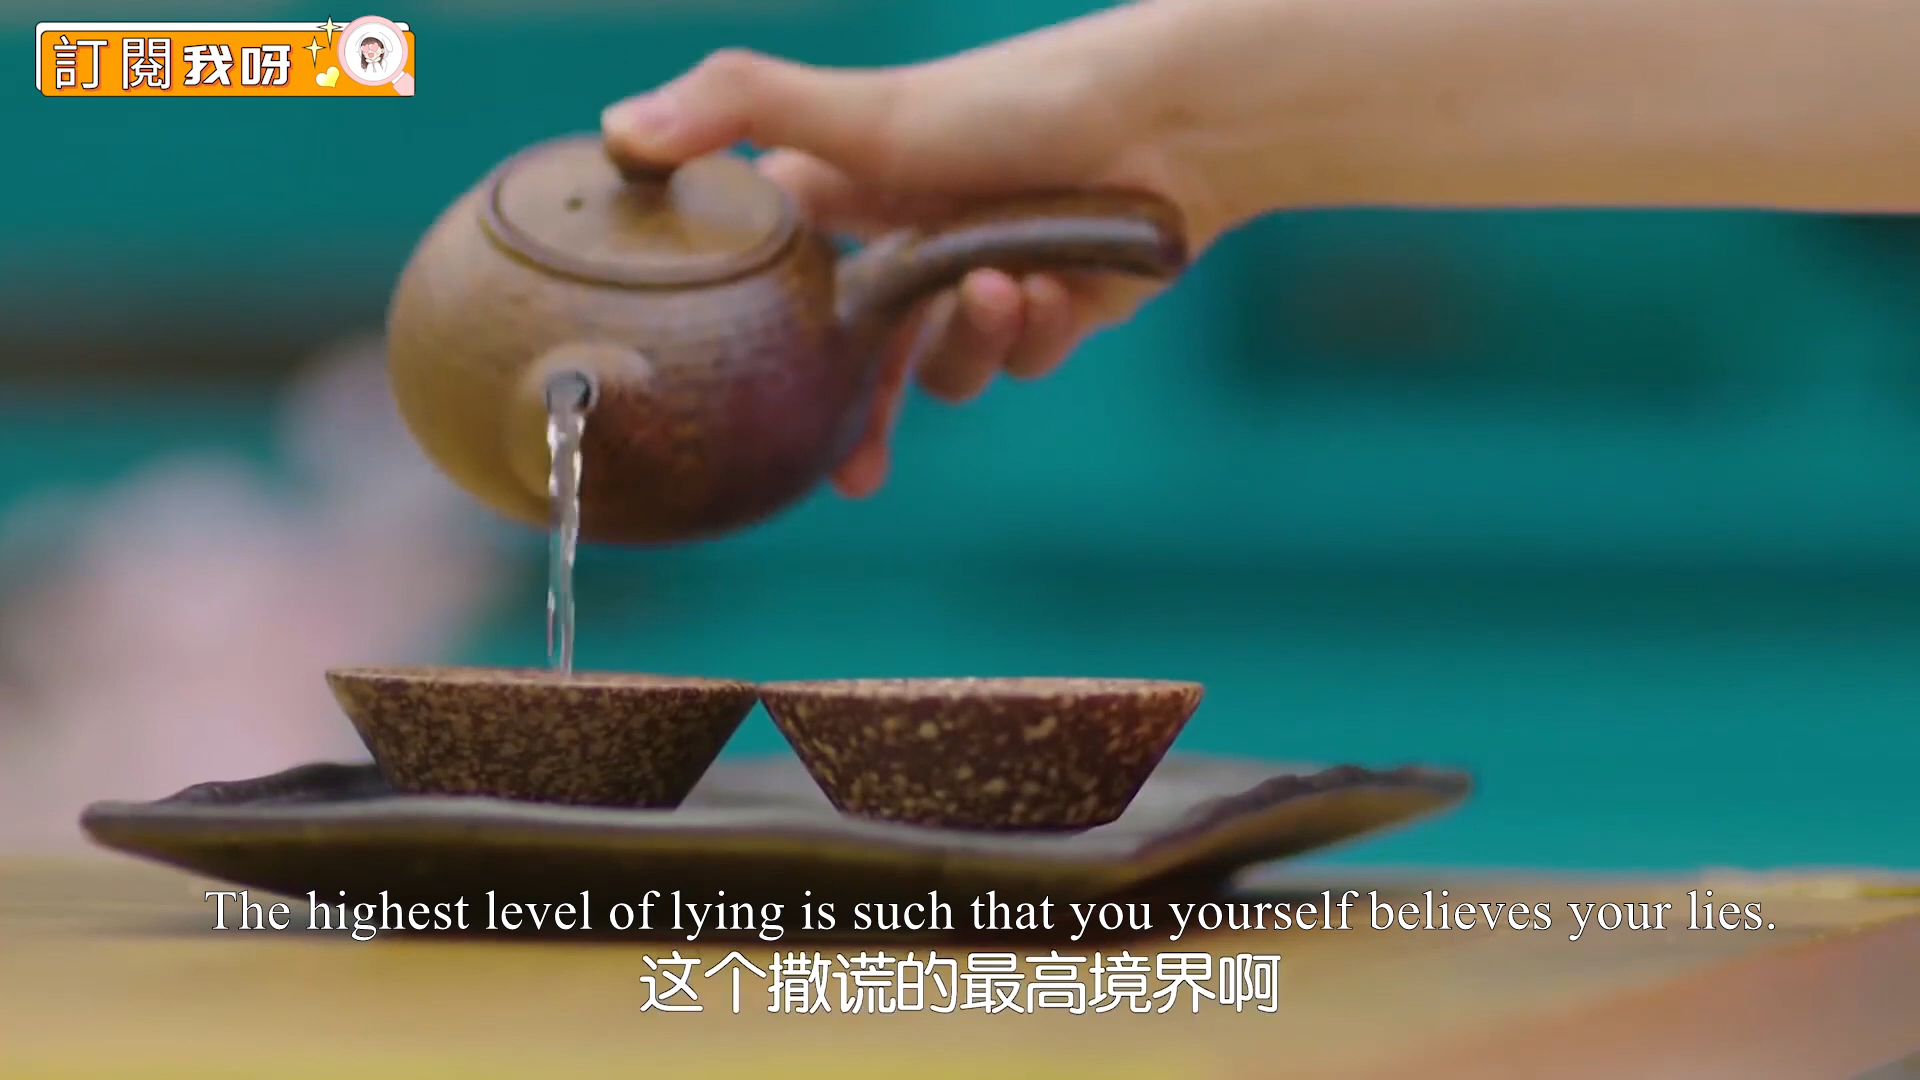 訂閱我呀
The highest level of lying is such that you yourself believes your lies.
这个撒谎的最高境界啊